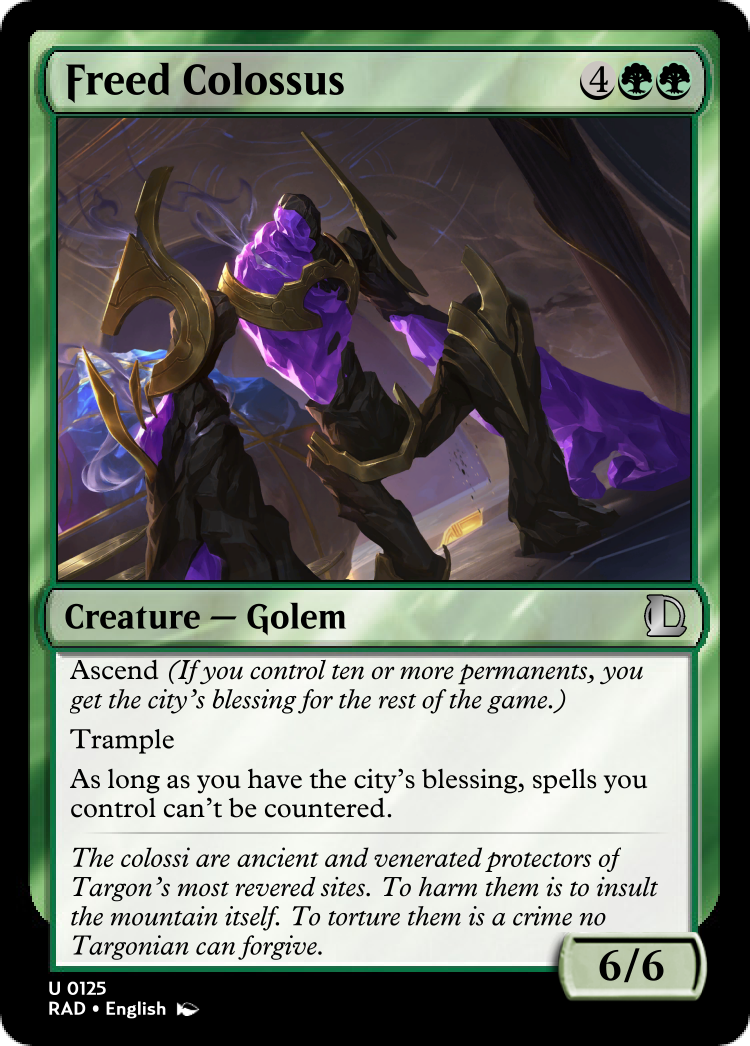 Freed Colossus 4
Creature — Golem
Ascend (If you control ten or more permanents, you
get the city's blessing for the rest of the game.)
Trample
As long as you have the city's blessing, spells you
control can't be countered.
The colossi are ancient and venerated protectors of
Targon's most revered sites. To harm them is to insult
the mountain itself. To torture them is a crime no
Targonian can forgive.
6/6
U 0125
RAD • English